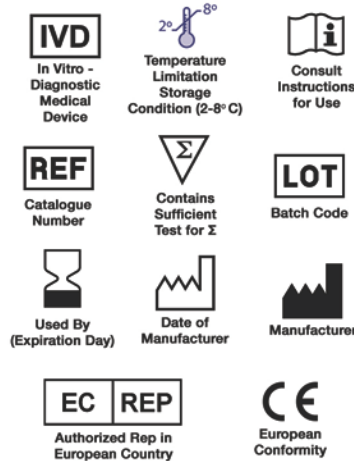 IVD
In Vitro -
Diagnostic
Medical
Device
2° 8°
Temperature
Limitation
Storage
Condition (2-8° C)
i
Consult
Instructions
for Use
REF
Catalogue
Number
Σ
Contains
Sufficient
Test for Σ
LOT
Batch Code
Used By
(Expiration Day)
Date of
Manufacturer
Manufacturer
EC REP
Authorized Rep in
European Country
CE
European
Conformity